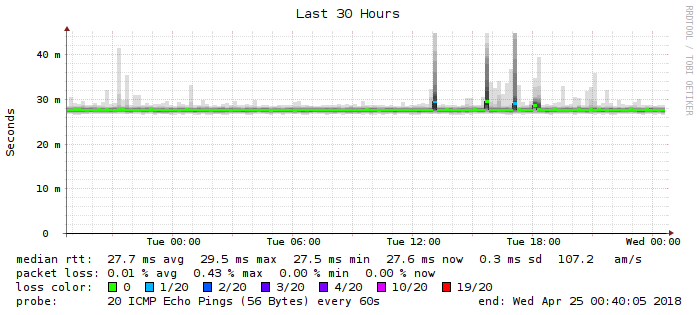 Last 30 Hours
RRDTOOL / TOBI OETIKER
Seconds
40 m
30 m
20 m
10 m
0
Tue 00:00 Tue 06:00 Tue 12:00 Tue 18:00 Wed 00:00
median rtt: 27.7 ms avg 29.5 ms max 27.5 ms min 27.6 ms now 0.3 ms sd 107.2 am/s
packet loss: 0.01 % avg 0.43 % max 0.00 % min 0.00 % now
loss color: 0 1/20 2/20 3/20 4/20 10/20 19/20
probe: 20 ICMP Echo Pings (56 Bytes) every 60s end: Wed Apr 25 00:40:05 2018